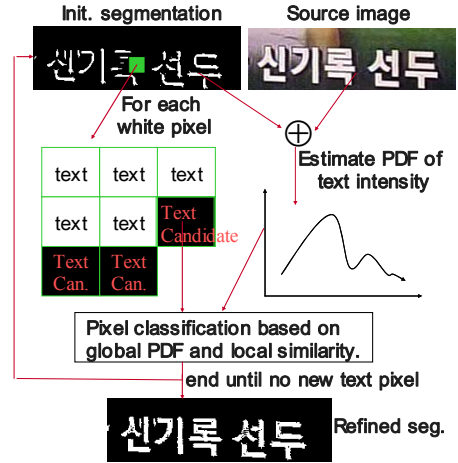 Init. segmentation
Source image
신기록 선두
신기록 선두
For each
white pixel
Estimate PDF of
text intensity
text text text
text text Text
Candidate
Text Text
Can. Can.
Pixel classification based on
global PDF and local similarity.
end until no new text pixel
신기록 선두
Refined seg.